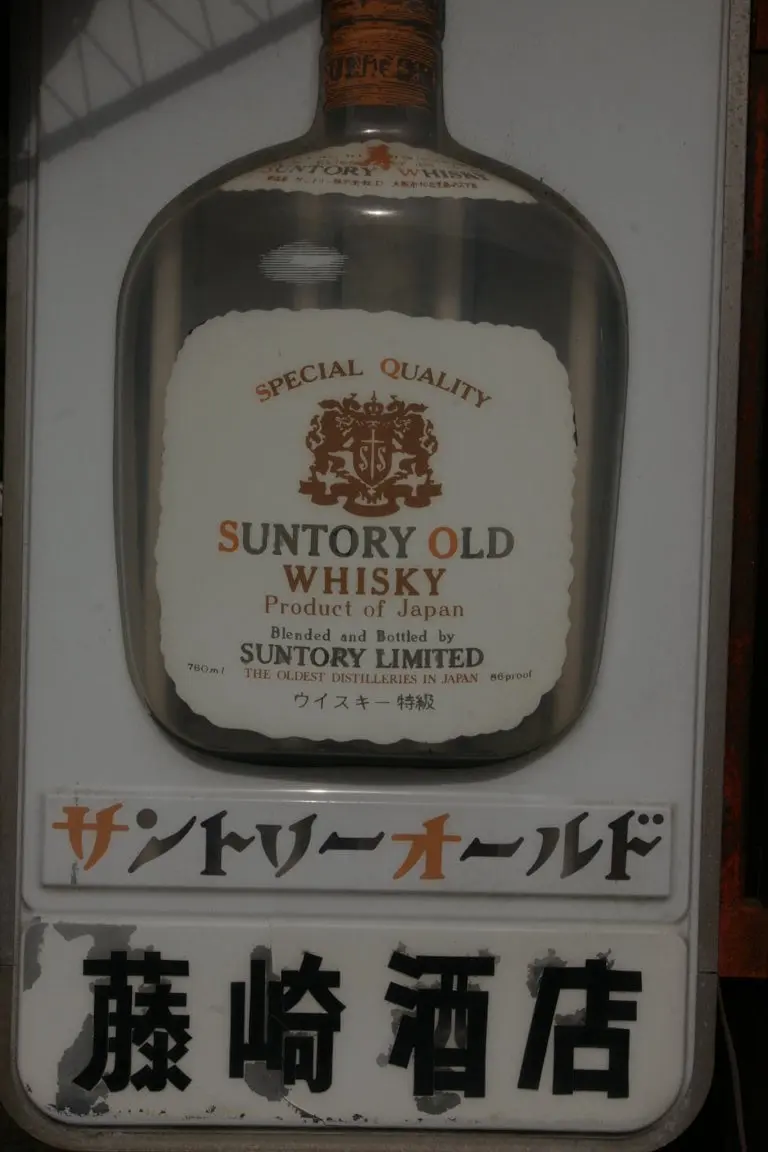 SUNTORY WHISKY
SPECIAL QUALITY
SUNTORY OLD
WHISKY
Product of Japan
Blended and Bottled by
SUNTORY LIMITED
760ml THE OLDEST DISTILLERIES IN JAPAN 86proof
ウイスキー特級
サントリーオールド
藤崎酒店